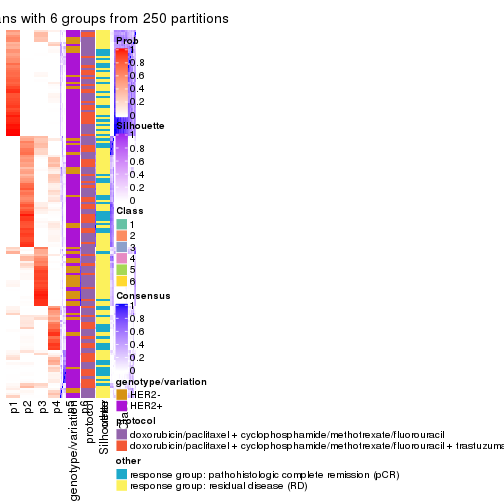 ns with 6 groups from 250 partitions
Prob
1
0.8
0.6
0.4
0.2
0
Silhouette
1
0.8
0.6
0.4
0.2
0
Class
1
2
3
4
5
6
Consensus
1
0.8
0.6
0.4
0.2
0
genotype/variation
HER2-
HER2+
protocol
doxorubicin/paclitaxel + cyclophosphamide/methotrexate/fluorouracil
doxorubicin/paclitaxel + cyclophosphamide/methotrexate/fluorouracil + trastuzuma
other
response group: pathohistologic complete remission (pCR)
response group: residual disease (RD)
p1
p2
p3
p4
genotype/variation
protocol
Silhouette